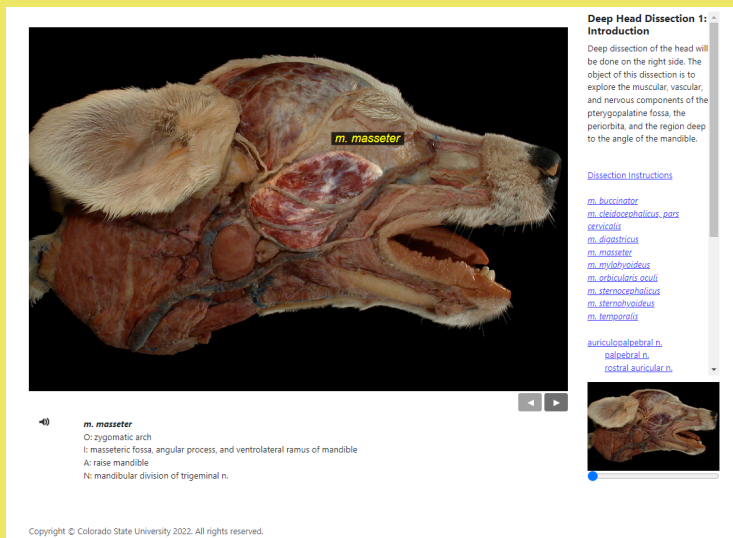 m. masseter
Deep Head Dissection 1:
Introduction
Deep dissection of the head will
be done on the right side. The
object of this dissection is to
explore the muscular, vascular,
and nervous components of the
pterygopalatine fossa, the
periorbita, and the region deep
to the angle of the mandible.
Dissection Instructions
m. buccinator
m. cleidocephalicus, pars
cervicalis
m. digastricus
m. masseter
m. mylohyoideus
m. orbicularis oculi
m. sternocephalicus
m. sternohyoideus
m. temporalis
auriculopalpebral n.
palpebral n.
rostral auricular n.
m. masseter
O: zygomatic arch
I: masseteric fossa, angular process, and ventrolateral ramus of mandible
A: raise mandible
N: mandibular division of trigeminal n.
Copyright © Colorado State University 2022. All rights reserved.